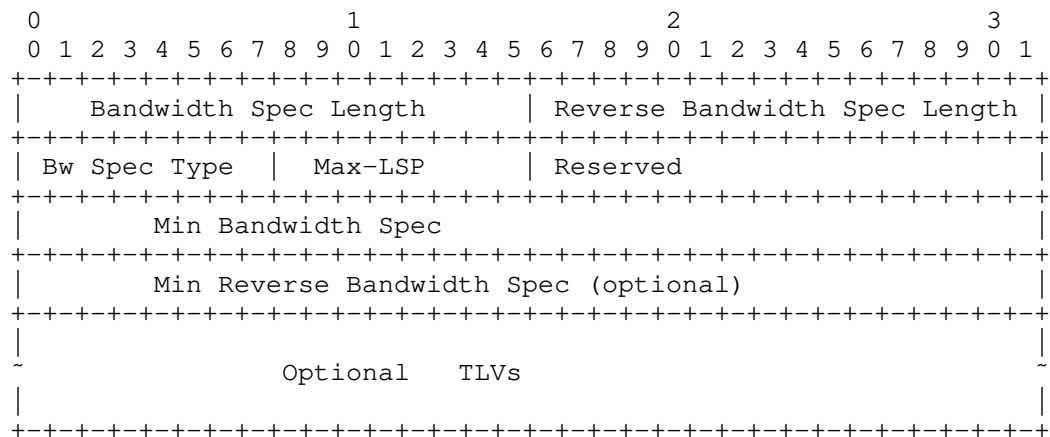 0                   1                   2                   3
 0 1 2 3 4 5 6 7 8 9 0 1 2 3 4 5 6 7 8 9 0 1 2 3 4 5 6 7 8 9 0 1
+-+-+-+-+-+-+-+-+-+-+-+-+-+-+-+-+-+-+-+-+-+-+-+-+-+-+-+-+-+-+-+-+
|    Bandwidth Spec Length      | Reverse Bandwidth Spec Length |
+-+-+-+-+-+-+-+-+-+-+-+-+-+-+-+-+-+-+-+-+-+-+-+-+-+-+-+-+-+-+-+-+
| Bw Spec Type  |  Max-LSP      | Reserved                      |
+-+-+-+-+-+-+-+-+-+-+-+-+-+-+-+-+-+-+-+-+-+-+-+-+-+-+-+-+-+-+-+-+
|        Min Bandwidth Spec                                     |
+-+-+-+-+-+-+-+-+-+-+-+-+-+-+-+-+-+-+-+-+-+-+-+-+-+-+-+-+-+-+-+-+
|        Min Reverse Bandwidth Spec (optional)                  |
+-+-+-+-+-+-+-+-+-+-+-+-+-+-+-+-+-+-+-+-+-+-+-+-+-+-+-+-+-+-+-+-+
|                                                               |
~                Optional   TLVs                                ~
|                                                               |
+-+-+-+-+-+-+-+-+-+-+-+-+-+-+-+-+-+-+-+-+-+-+-+-+-+-+-+-+-+-+-+-+